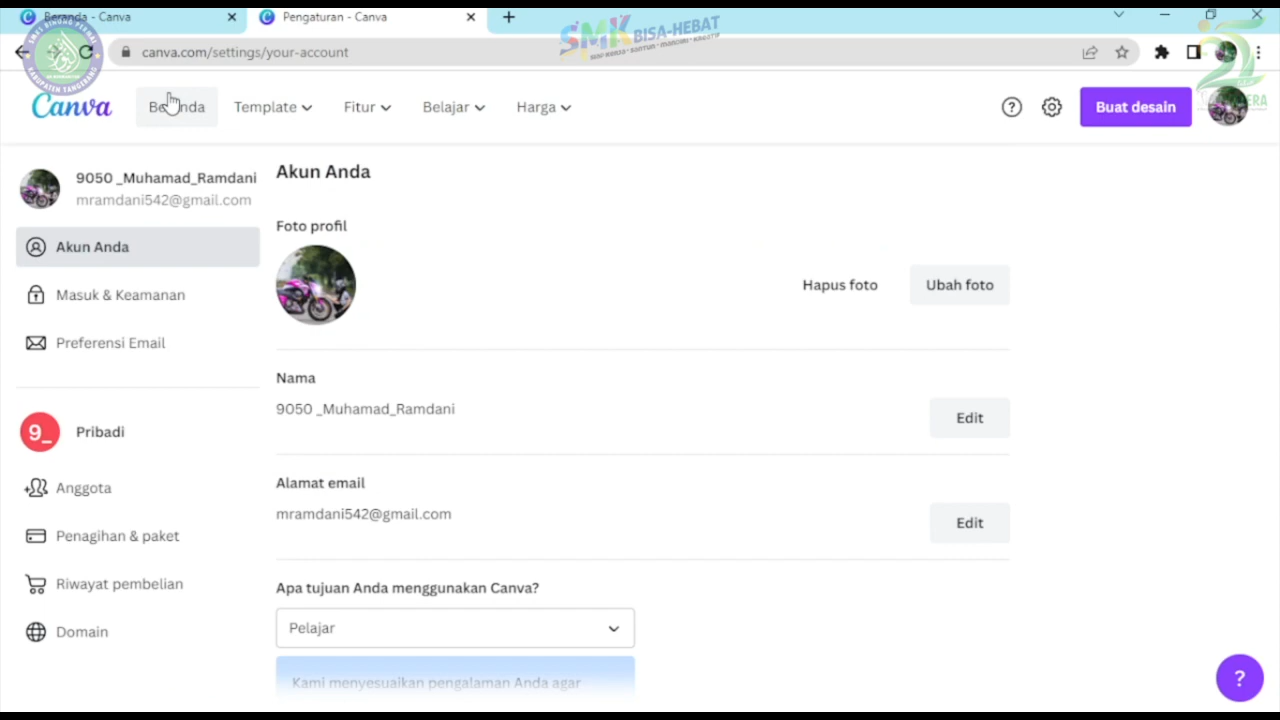 Beranda - Canva
Pengaturan - Canva
SMK BISA-HEBAT
canva.com/settings/your-account
Canva
Beranda
Template
Fitur
Belajar
Harga
Buat desain
9050 _Muhamad_Ramdani
mramdani542@gmail.com
Akun Anda
Masuk & Keamanan
Preferensi Email
9_ Pribadi
Anggota
Penagihan & paket
Riwayat pembelian
Domain
Akun Anda
Foto profil
Hapus foto
Ubah foto
Nama
9050 _Muhamad_Ramdani
Edit
Alamat email
mramdani542@gmail.com
Edit
Apa tujuan Anda menggunakan Canva?
Pelajar
Kami menyesuaikan pengalaman Anda agar
?